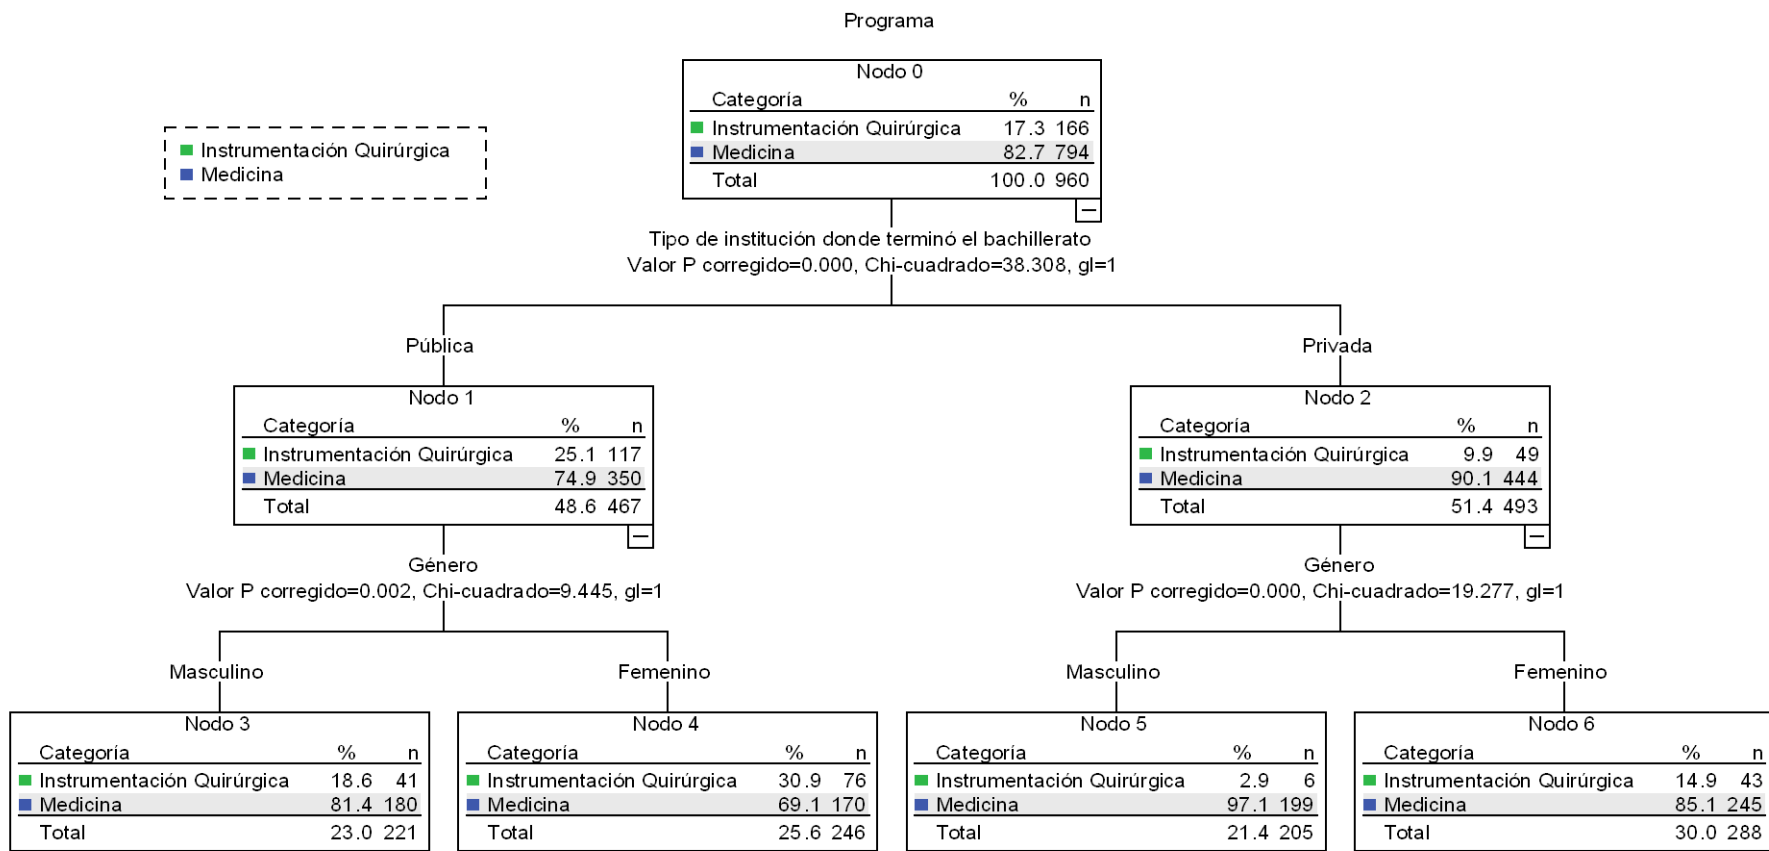 Programa
Nodo 0
Categoría % n
Instrumentación Quirúrgica 17.3 166
Medicina 82.7 794
Total 100.0 960
Instrumentación Quirúrgica
Medicina
Tipo de institución donde terminó el bachillerato
Valor P corregido=0.000, Chi-cuadrado=38.308, gl=1
Pública
Privada
Nodo 1
Categoría % n
Instrumentación Quirúrgica 25.1 117
Medicina 74.9 350
Total 48.6 467
Nodo 2
Categoría % n
Instrumentación Quirúrgica 9.9 49
Medicina 90.1 444
Total 51.4 493
Género
Valor P corregido=0.002, Chi-cuadrado=9.445, gl=1
Género
Valor P corregido=0.000, Chi-cuadrado=19.277, gl=1
Masculino
Femenino
Masculino
Femenino
Nodo 3
Categoría % n
Instrumentación Quirúrgica 18.6 41
Medicina 81.4 180
Total 23.0 221
Nodo 4
Categoría % n
Instrumentación Quirúrgica 30.9 76
Medicina 69.1 170
Total 25.6 246
Nodo 5
Categoría % n
Instrumentación Quirúrgica 2.9 6
Medicina 97.1 199
Total 21.4 205
Nodo 6
Categoría % n
Instrumentación Quirúrgica 14.9 43
Medicina 85.1 245
Total 30.0 288